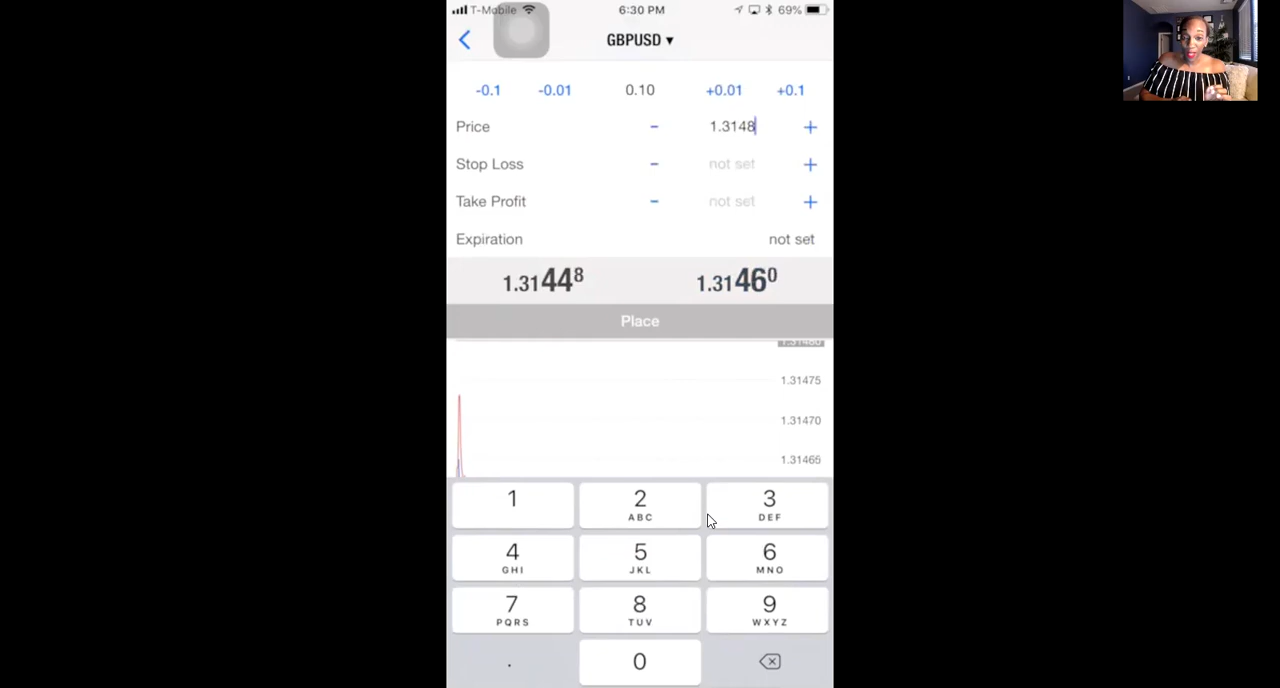 T-Mobile 6:30 PM 69%
GBPUSD ▼
-0.1 -0.01 0.10 +0.01 +0.1
Price - 1.3148 +
Stop Loss - not set +
Take Profit - not set +
Expiration not set
1.31448 1.31460
Place
1.31480
1.31475
1.31470
1.31465
1 2 3
ABC DEF
4 5 6
GHI JKL MNO
7 8 9
PQRS TUV WXYZ
. 0